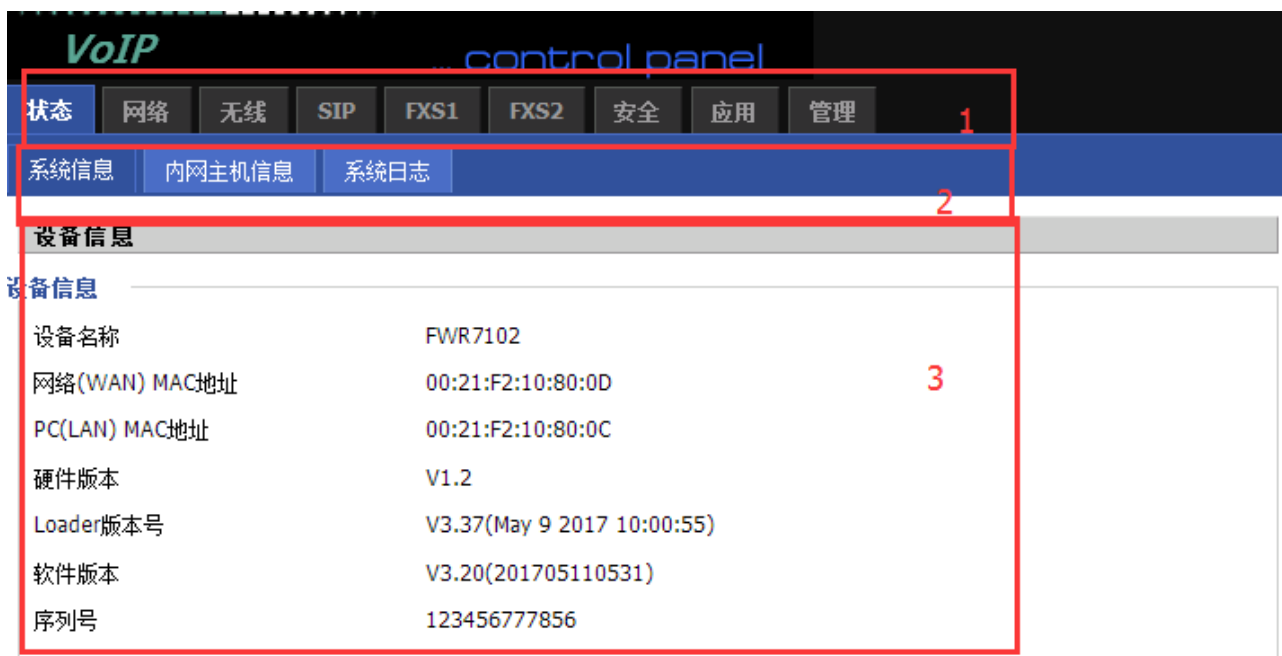 VoIP
... control panel
状态 网络 无线 SIP FXS1 FXS2 安全 应用 管理 1
系统信息 内网主机信息 系统日志
2
设备信息
设备信息
设备名称 FWR7102
网络(WAN) MAC地址 00:21:F2:10:80:0D 3
PC(LAN) MAC地址 00:21:F2:10:80:0C
硬件版本 V1.2
Loader版本号 V3.37(May 9 2017 10:00:55)
软件版本 V3.20(201705110531)
序列号 123456777856